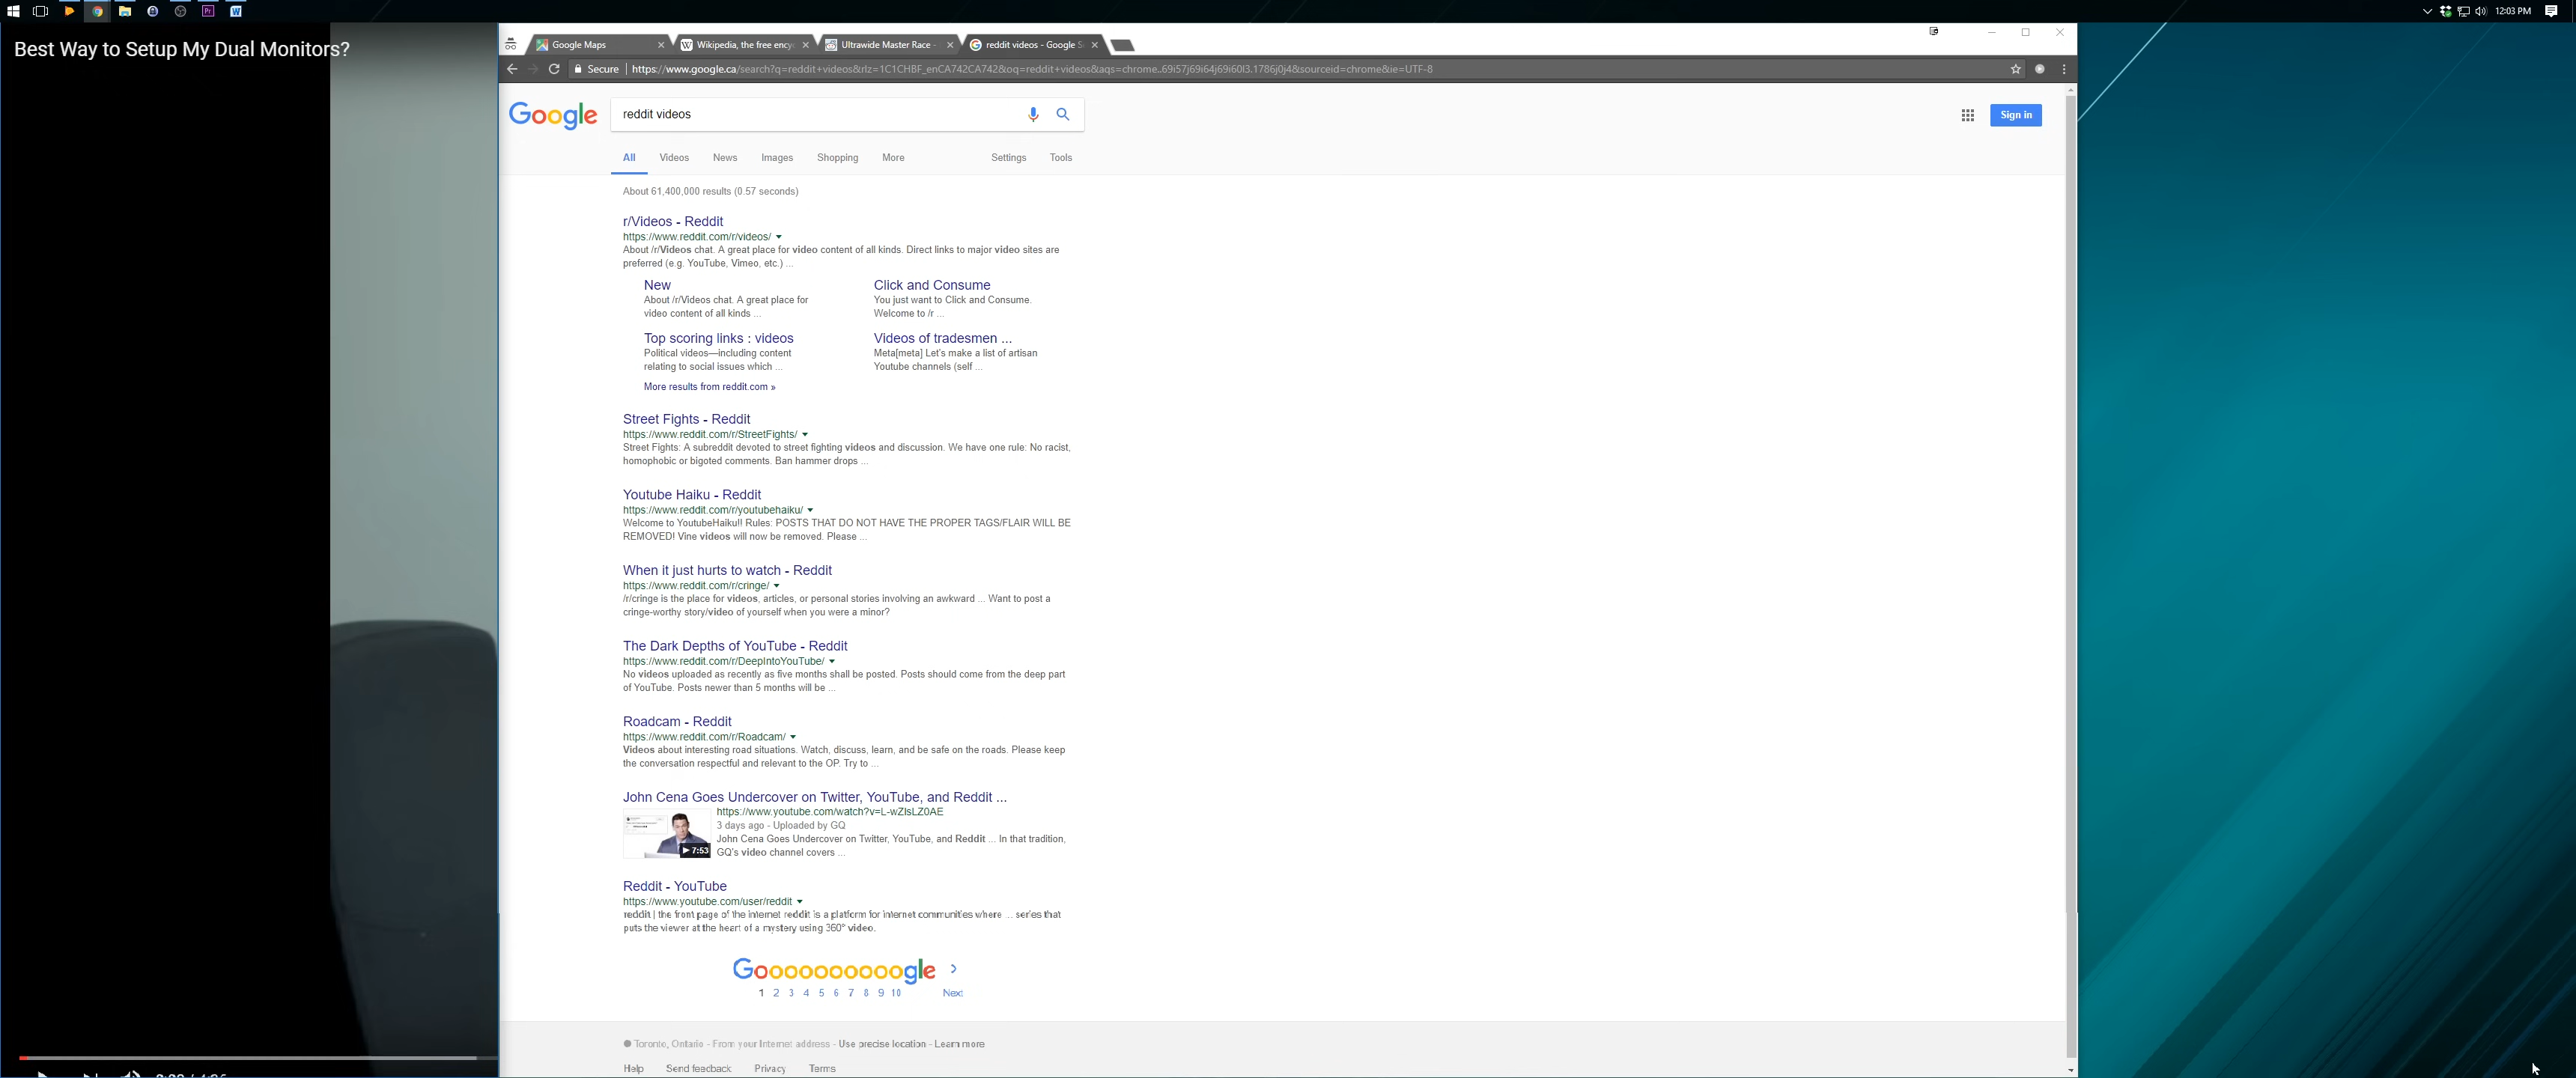 12:03 PM
Best Way to Setup My Dual Monitors?
Google Maps
Wikipedia, the free ency
Ultrawide Master Race -
reddit videos - Google S
Secure
https://www.google.ca/search?q=reddit+videos&rlz=1C1CHBF_enCA742CA742&oq=reddit+videos&aqs=chrome..69i57j69i64j69i60l3.1786j0j4&sourceid=chrome&ie=UTF-8
Google
reddit videos
Sign in
All Videos News Images Shopping More Settings Tools
About 61,400,000 results (0.57 seconds)
r/Videos - Reddit
https://www.reddit.com/r/videos/
About /r/Videos chat. A great place for video content of all kinds. Direct links to major video sites are
preferred (e.g. YouTube, Vimeo, etc.) ...
New
About /r/Videos chat. A great place for
video content of all kinds ...
Click and Consume
You just want to Click and Consume.
Welcome to /r ...
Top scoring links : videos
Political videos—including content
relating to social issues which ...
Videos of tradesmen ...
Meta[meta] Let's make a list of artisan
Youtube channels (self ...
More results from reddit.com »
Street Fights - Reddit
https://www.reddit.com/r/StreetFights/
Street Fights: A subreddit devoted to street fighting videos and discussion. We have one rule: No racist,
homophobic or bigoted comments. Ban hammer drops ...
Youtube Haiku - Reddit
https://www.reddit.com/r/youtubehaiku/
Welcome to YoutubeHaiku!! Rules: POSTS THAT DO NOT HAVE THE PROPER TAGS/FLAIR WILL BE
REMOVED! Vine videos will now be removed. Please ...
When it just hurts to watch - Reddit
https://www.reddit.com/r/cringe/
/r/cringe is the place for videos, articles, or personal stories involving an awkward ... Want to post a
cringe-worthy story/video of yourself when you were a minor?
The Dark Depths of YouTube - Reddit
https://www.reddit.com/r/DeepIntoYouTube/
No videos uploaded as recently as five months shall be posted. Posts should come from the deep part
of YouTube. Posts newer than 5 months will be ...
Roadcam - Reddit
https://www.reddit.com/r/Roadcam/
Videos about interesting road situations. Watch, discuss, learn, and be safe on the roads. Please keep
the conversation respectful and relevant to the OP. Try to ...
John Cena Goes Undercover on Twitter, YouTube, and Reddit ...
https://www.youtube.com/watch?v=L-wZIsLZ0AE
3 days ago - Uploaded by GQ
John Cena Goes Undercover on Twitter, YouTube, and Reddit ... In that tradition,
GQ's video channel covers ...
7:53
Reddit - YouTube
https://www.youtube.com/user/reddit
reddit | the front page of the internet reddit is a platform for internet communities where ... series that
puts the viewer at the heart of a mystery using 360° video.
Goooooooooogle
1 2 3 4 5 6 7 8 9 10 Next
Toronto, Ontario - From your Internet address - Use precise location - Learn more
Help Send feedback Privacy Terms